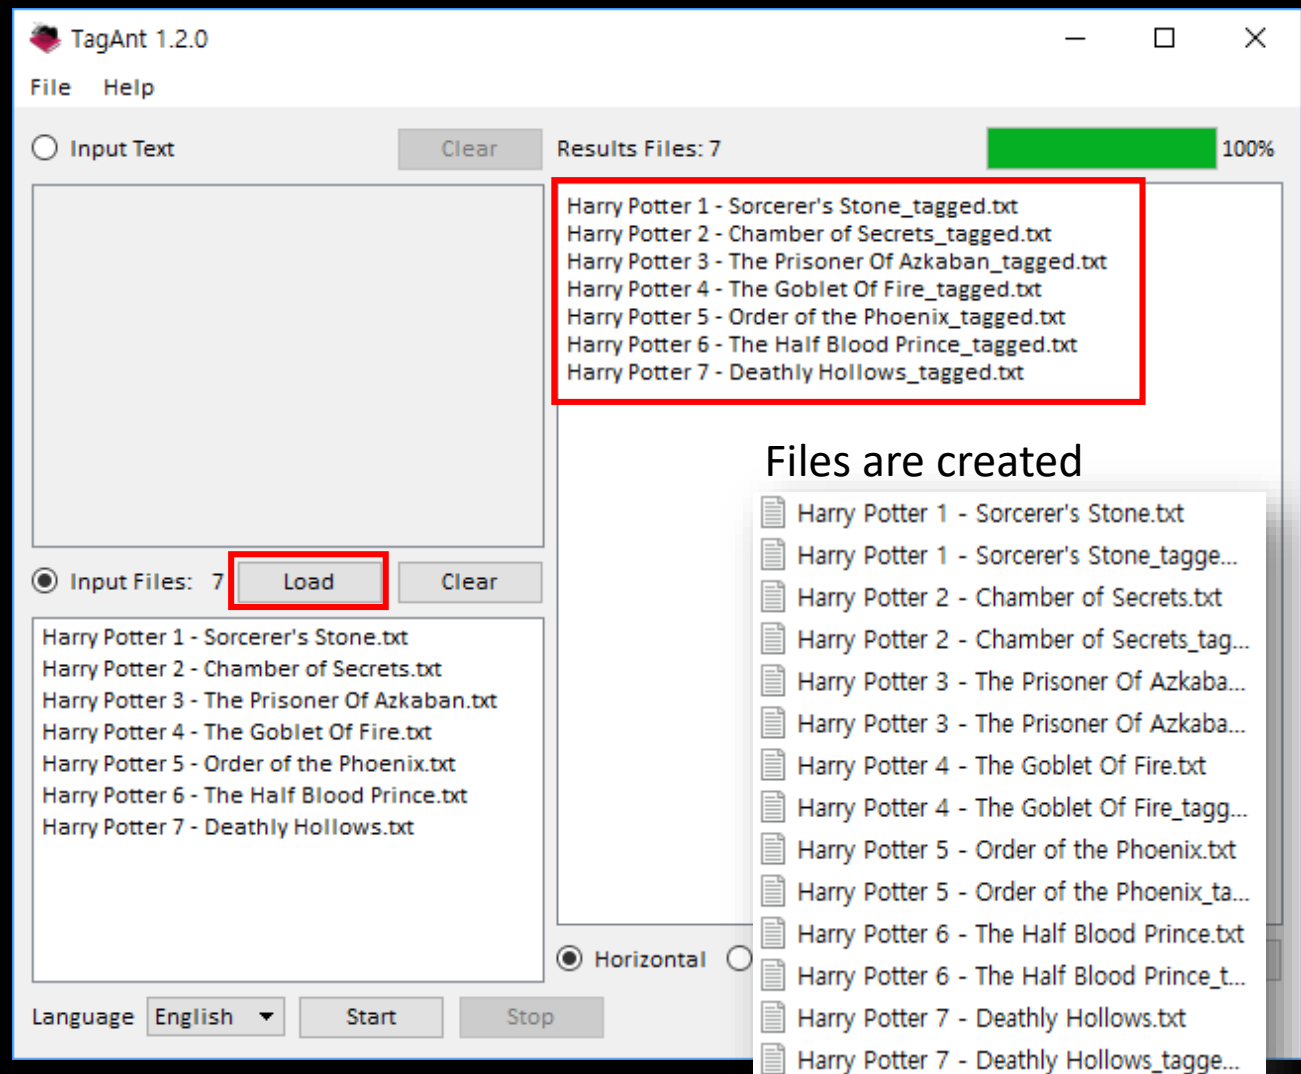 TagAnt 1.2.0
File Help
Input Text Clear
Results Files: 7 100%
Harry Potter 1 - Sorcerer's Stone_tagged.txt
Harry Potter 2 - Chamber of Secrets_tagged.txt
Harry Potter 3 - The Prisoner Of Azkaban_tagged.txt
Harry Potter 4 - The Goblet Of Fire_tagged.txt
Harry Potter 5 - Order of the Phoenix_tagged.txt
Harry Potter 6 - The Half Blood Prince_tagged.txt
Harry Potter 7 - Deathly Hollows_tagged.txt
Input Files: 7 Load Clear
Harry Potter 1 - Sorcerer's Stone.txt
Harry Potter 2 - Chamber of Secrets.txt
Harry Potter 3 - The Prisoner Of Azkaban.txt
Harry Potter 4 - The Goblet Of Fire.txt
Harry Potter 5 - Order of the Phoenix.txt
Harry Potter 6 - The Half Blood Prince.txt
Harry Potter 7 - Deathly Hollows.txt
Files are created
Harry Potter 1 - Sorcerer's Stone.txt
Harry Potter 1 - Sorcerer's Stone_tagge...
Harry Potter 2 - Chamber of Secrets.txt
Harry Potter 2 - Chamber of Secrets_tag...
Harry Potter 3 - The Prisoner Of Azkaba...
Harry Potter 3 - The Prisoner Of Azkaba...
Harry Potter 4 - The Goblet Of Fire.txt
Harry Potter 4 - The Goblet Of Fire_tagg...
Harry Potter 5 - Order of the Phoenix.txt
Harry Potter 5 - Order of the Phoenix_ta...
Harry Potter 6 - The Half Blood Prince.txt
Harry Potter 6 - The Half Blood Prince_t...
Harry Potter 7 - Deathly Hollows.txt
Harry Potter 7 - Deathly Hollows_tagge...
Horizontal
Language English Start Stop